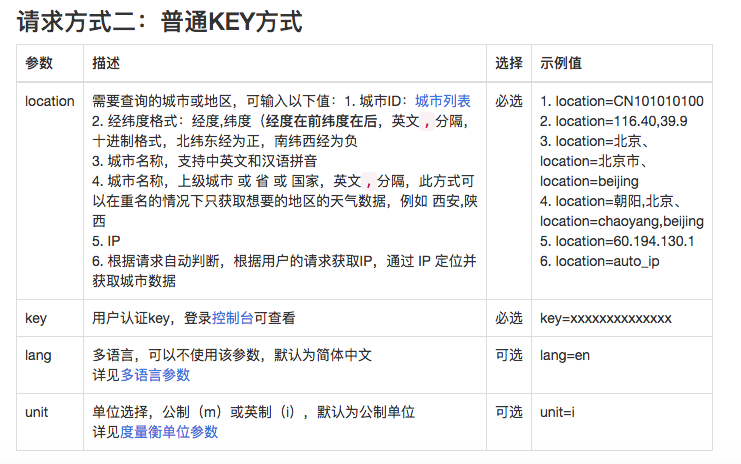 请求方式二：普通KEY方式
参数 描述 选择 示例值
location
需要查询的城市或地区，可输入以下值：1. 城市ID：城市列表
2. 经纬度格式：经度,纬度（经度在前纬度在后，英文 , 分隔，
十进制格式，北纬东经为正，南纬西经为负
3. 城市名称，支持中英文和汉语拼音
4. 城市名称，上级城市 或 省 或 国家，英文 , 分隔，此方式可
以在重名的情况下只获取想要的地区的天气数据，例如 西安,陕
西
5. IP
6. 根据请求自动判断，根据用户的请求获取IP，通过 IP 定位并
获取城市数据
必选
1. location=CN101010100
2. location=116.40,39.9
3. location=北京、
location=北京市、
location=beijing
4. location=朝阳,北京、
location=chaoyang,beijing
5. location=60.194.130.1
6. location=auto_ip
key 用户认证key，登录控制台可查看 必选 key=xxxxxxxxxxxxxx
lang
多语言，可以不使用该参数，默认为简体中文
详见多语言参数
可选
lang=en
unit
单位选择，公制（m）或英制（i），默认为公制单位
详见度量衡单位参数
可选
unit=i